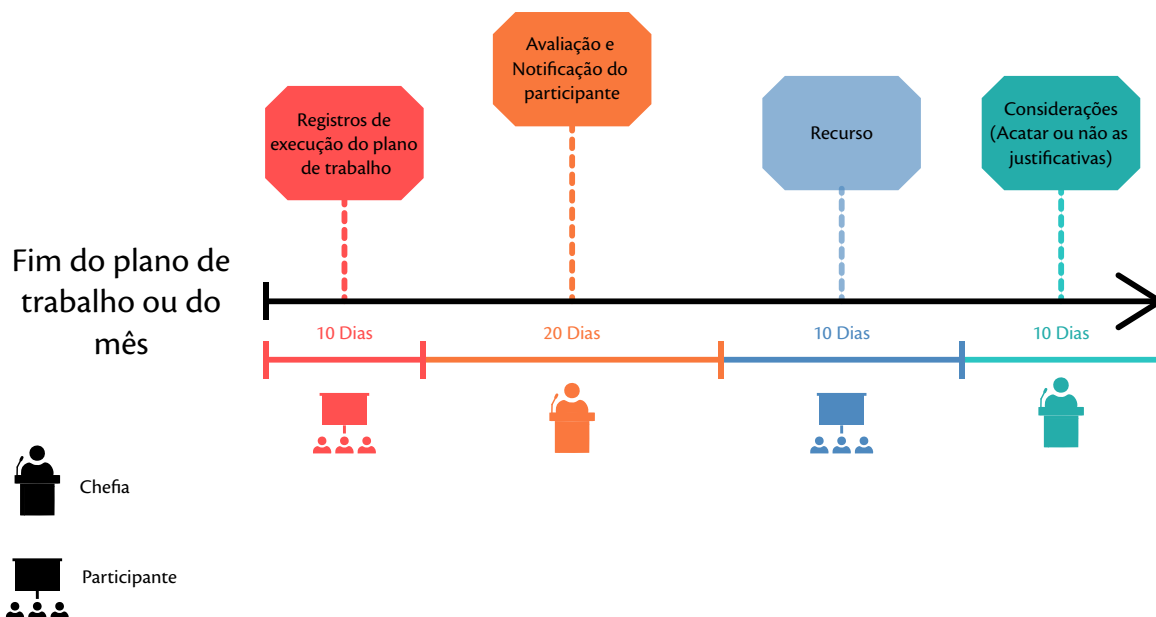 Avaliação e
Notificação do
participante
Registros de
execução do plano
de trabalho
Recurso
Considerações
(Acatar ou não as
justificativas)
Fim do plano de
trabalho ou do
mês
10 Dias
20 Dias
10 Dias
10 Dias
Chefia
Participante